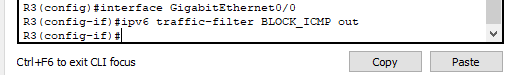 R3(config)#interface GigabitEthernet0/0
R3(config-if)#ipv6 traffic-filter BLOCK_ICMP out
R3(config-if)#
Ctrl+F6 to exit CLI focus
Copy Paste